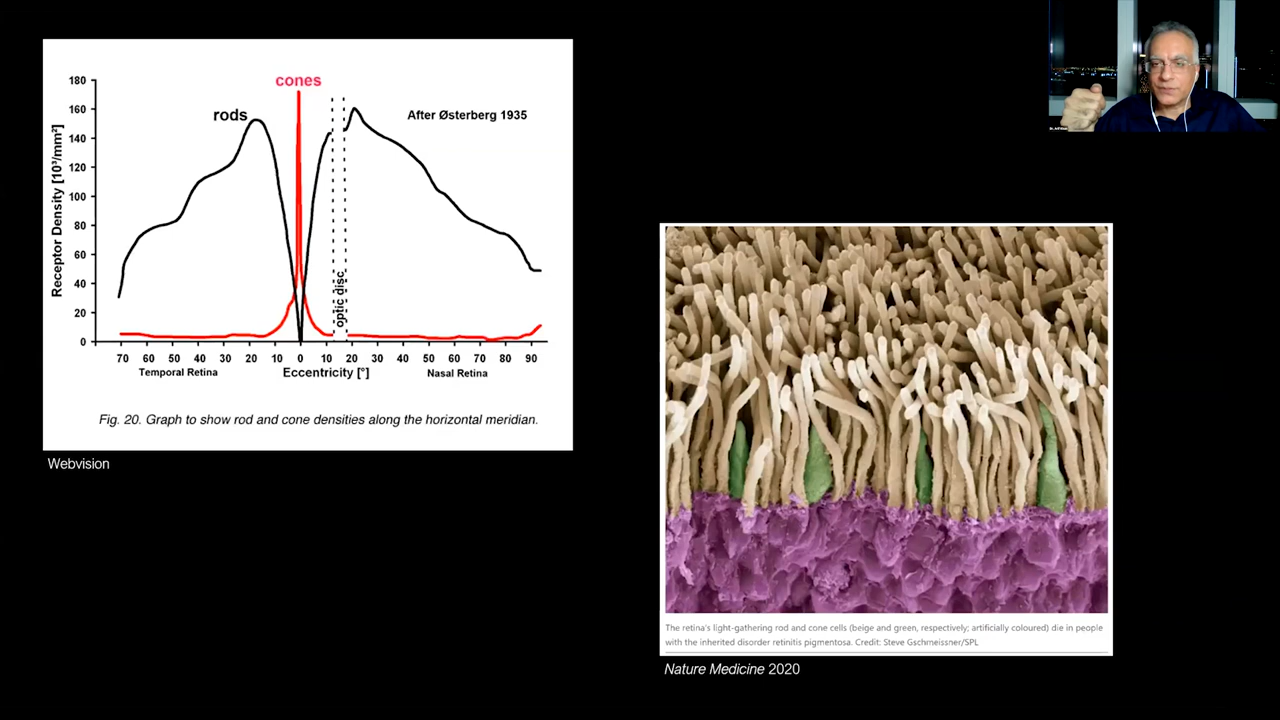 cones
rods
After Østerberg 1935
Receptor Density [10³/mm²]
180
160
140
120
100
80
60
40
20
0
optic disc
70 60 50 40 30 20 10 0 10 20 30 40 50 60 70 80 90
Temporal Retina
Eccentricity [°]
Nasal Retina
Fig. 20. Graph to show rod and cone densities along the horizontal meridian.
Webvision
The retina's light-gathering rod and cone cells (beige and green, respectively; artificially coloured) die in people
with the inherited disorder retinitis pigmentosa. Credit: Steve Gschmeissner/SPL
Nature Medicine 2020